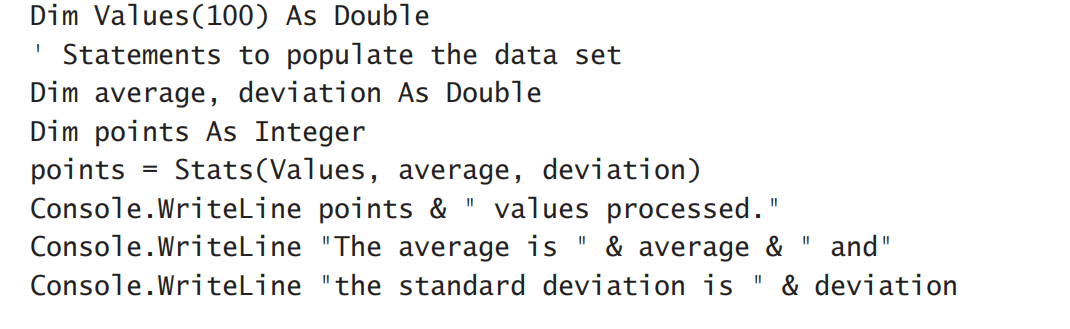 Dim Values(100) As Double
' Statements to populate the data set
Dim average, deviation As Double
Dim points As Integer
points = Stats(Values, average, deviation)
Console.WriteLine points & " values processed."
Console.WriteLine "The average is " & average & " and"
Console.WriteLine "the standard deviation is " & deviation